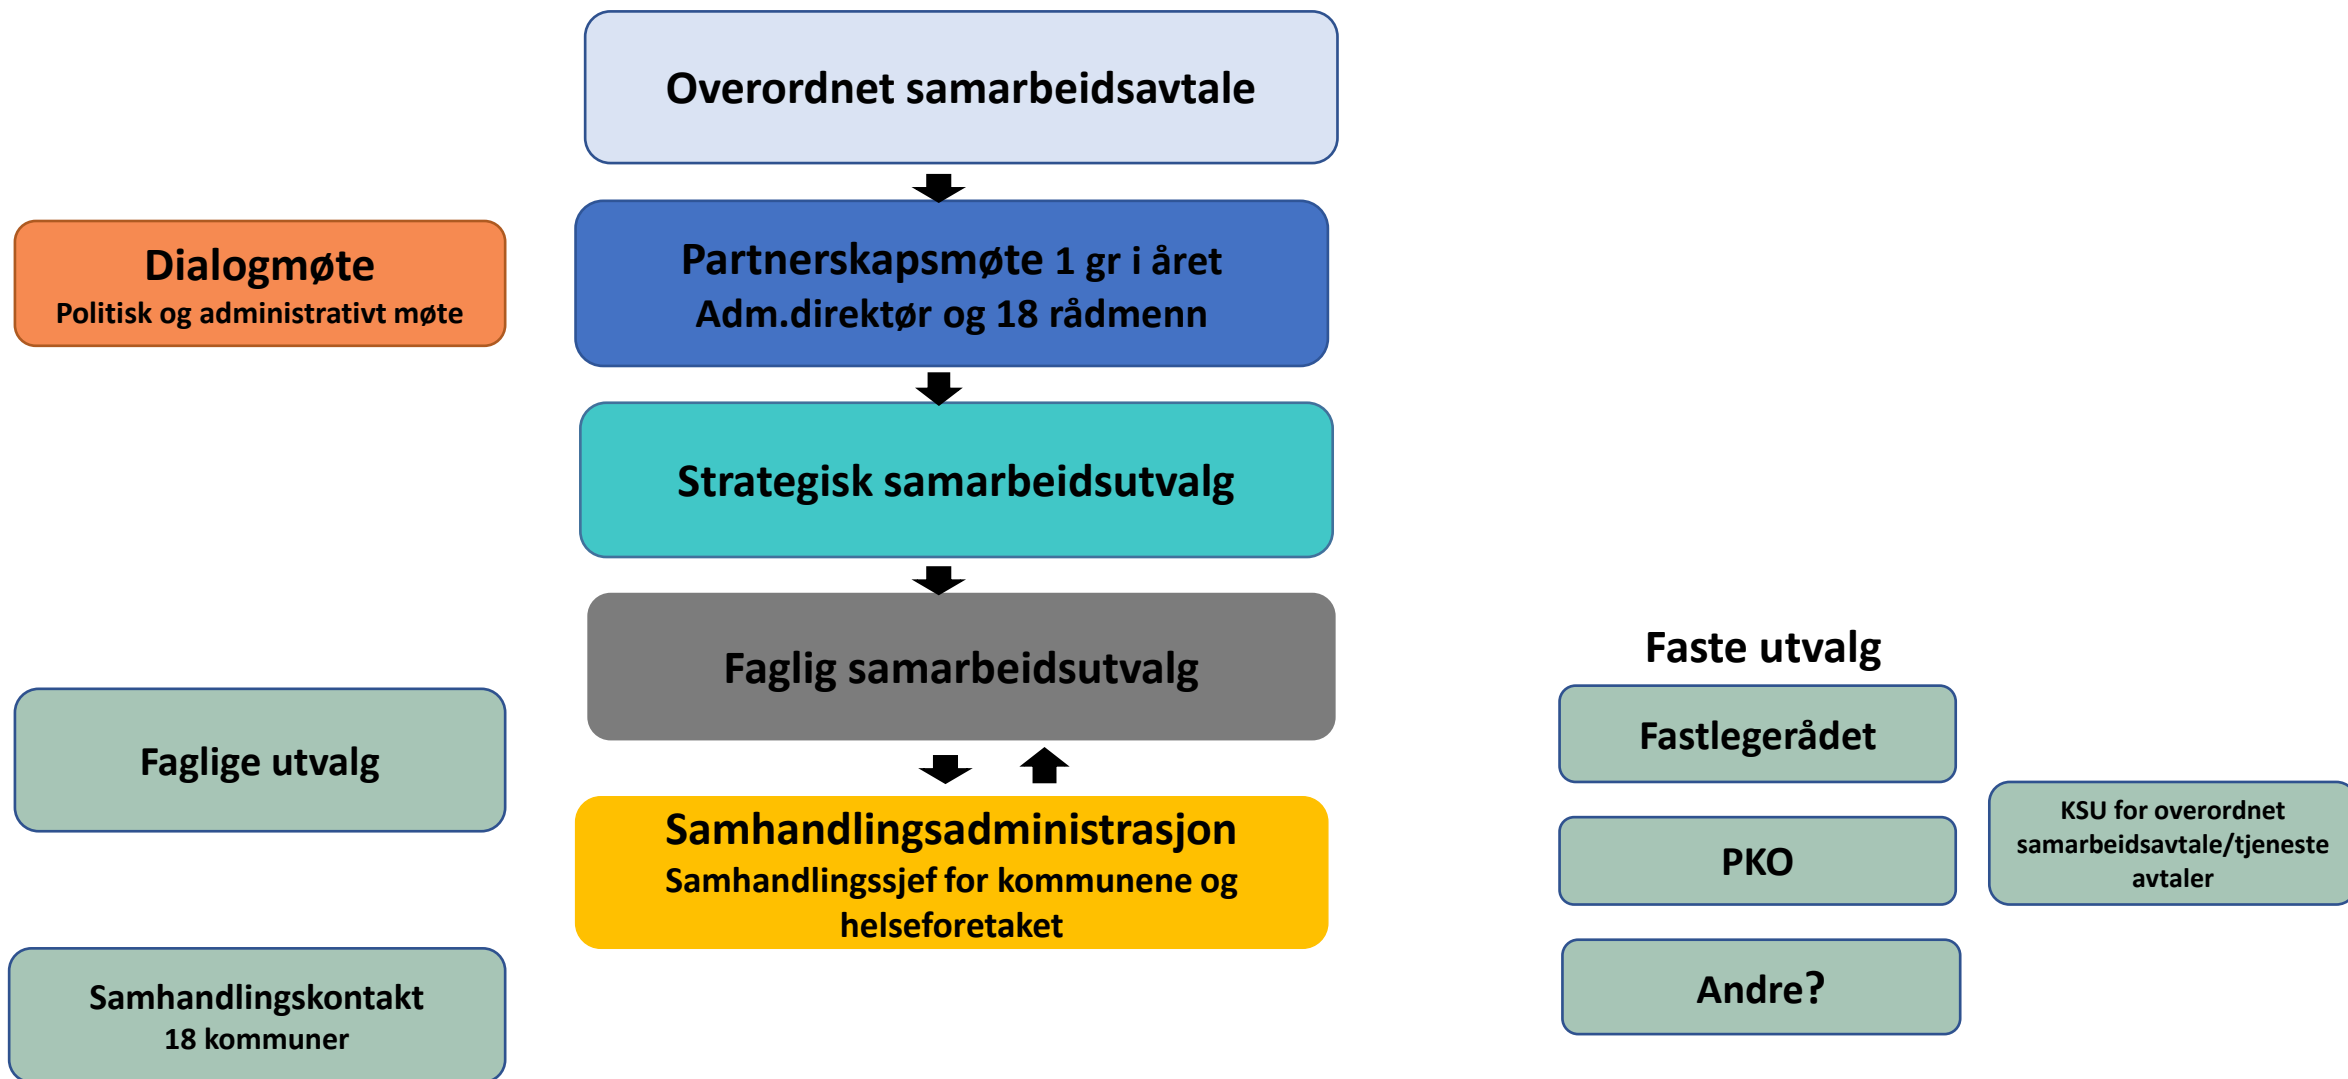 Overordnet samarbeidsavtale
Dialogmøte
Politisk og administrativt møte
Partnerskapsmøte 1 gr i året
Adm.direktør og 18 rådmenn
Strategisk samarbeidsutvalg
Faglig samarbeidsutvalg
Faglige utvalg
Samhandlingsadministrasjon
Samhandlingssjef for kommunene og
helseforetaket
Samhandlingskontakt
18 kommuner
Faste utvalg
Fastlegerådet
PKO
KSU for overordnet
samarbeidsavtale/tjeneste
avtaler
Andre?